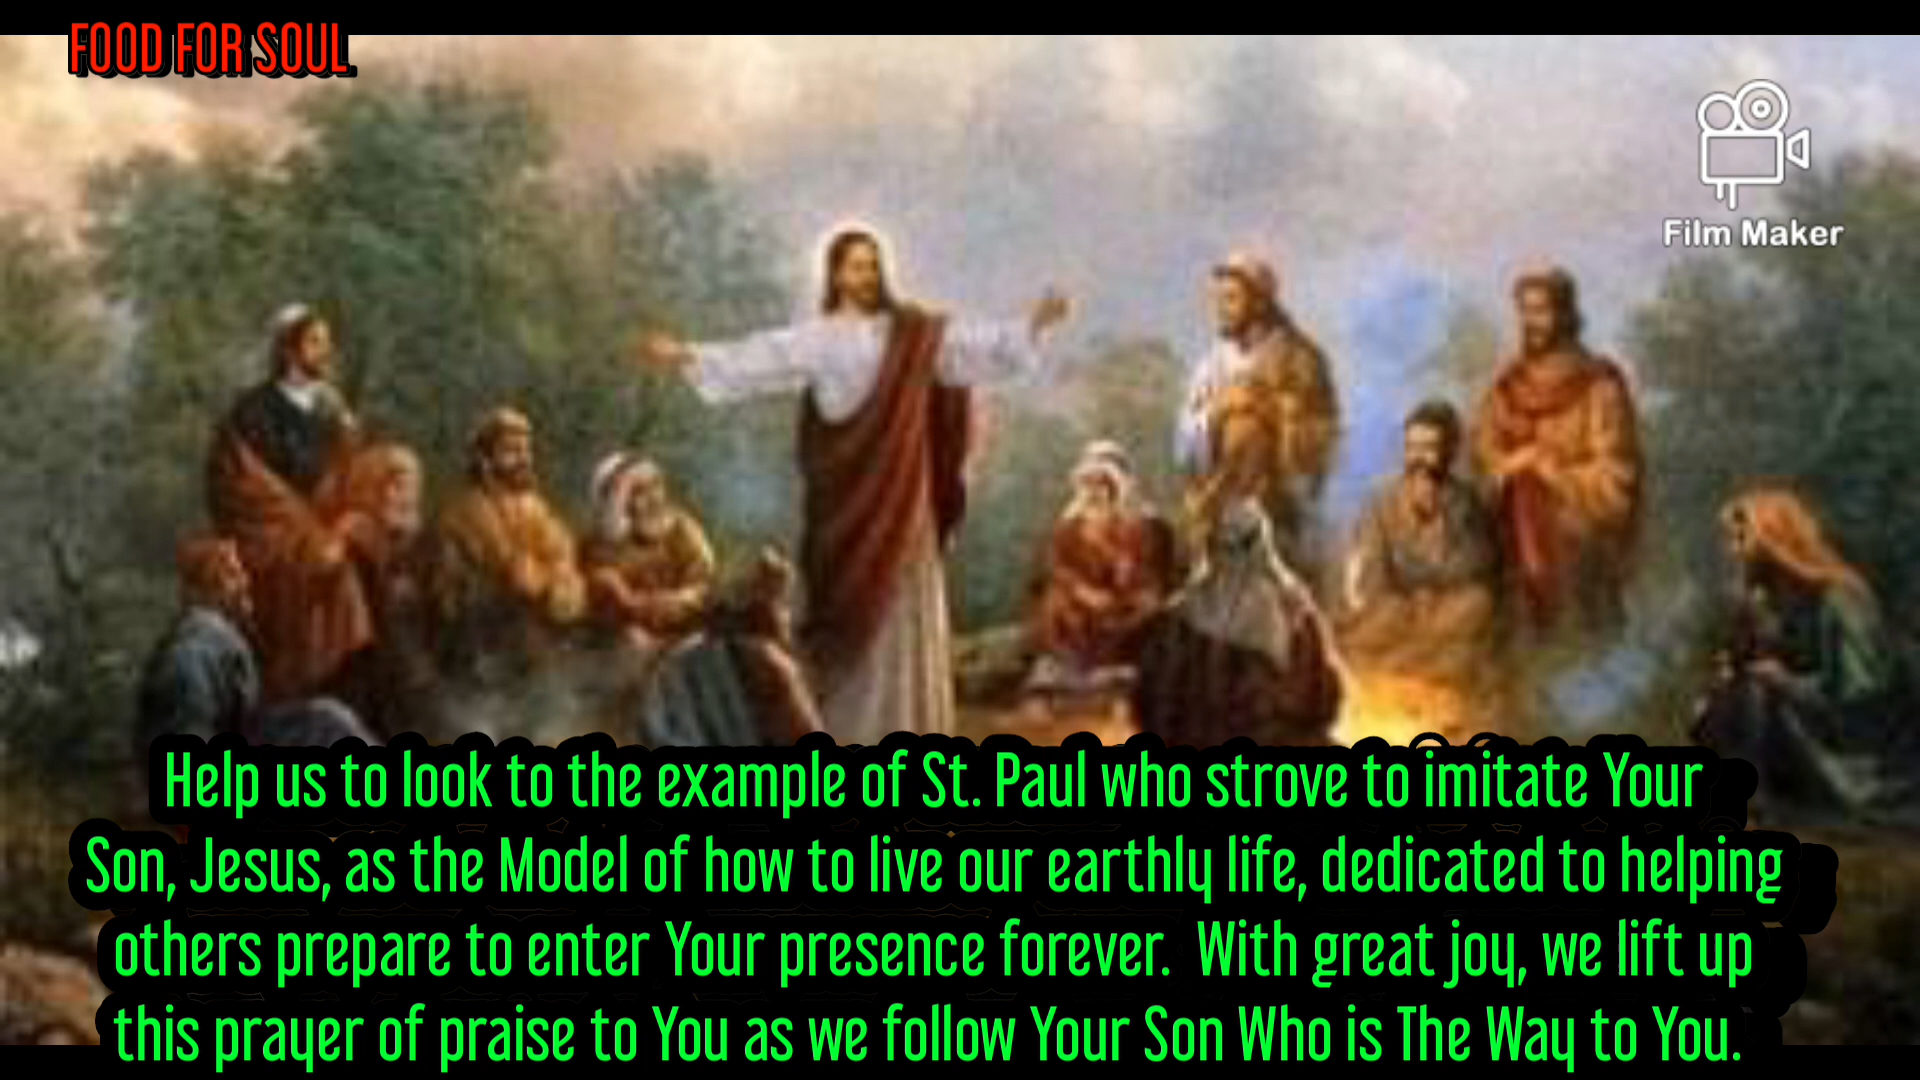 FOOD FOR SOUL.
Film Maker
Help us to look to the example of St. Paul who strove to imitate Your
Son, Jesus, as the Model of how to live our earthly life, dedicated to helping
others prepare to enter Your presence forever.  With great joy, we lift up
this prayer of praise to You as we follow Your Son Who is The Way to You.